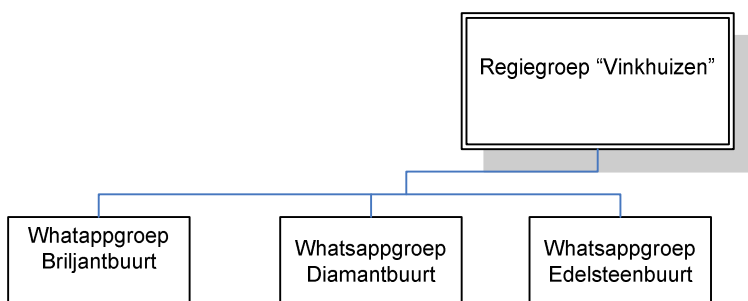 Regiegroep “Vinkhuizen”
Whatappgroep
Briljantbuurt
Whatsappgroep
Diamantbuurt
Whatsappgroep
Edelsteenbuurt